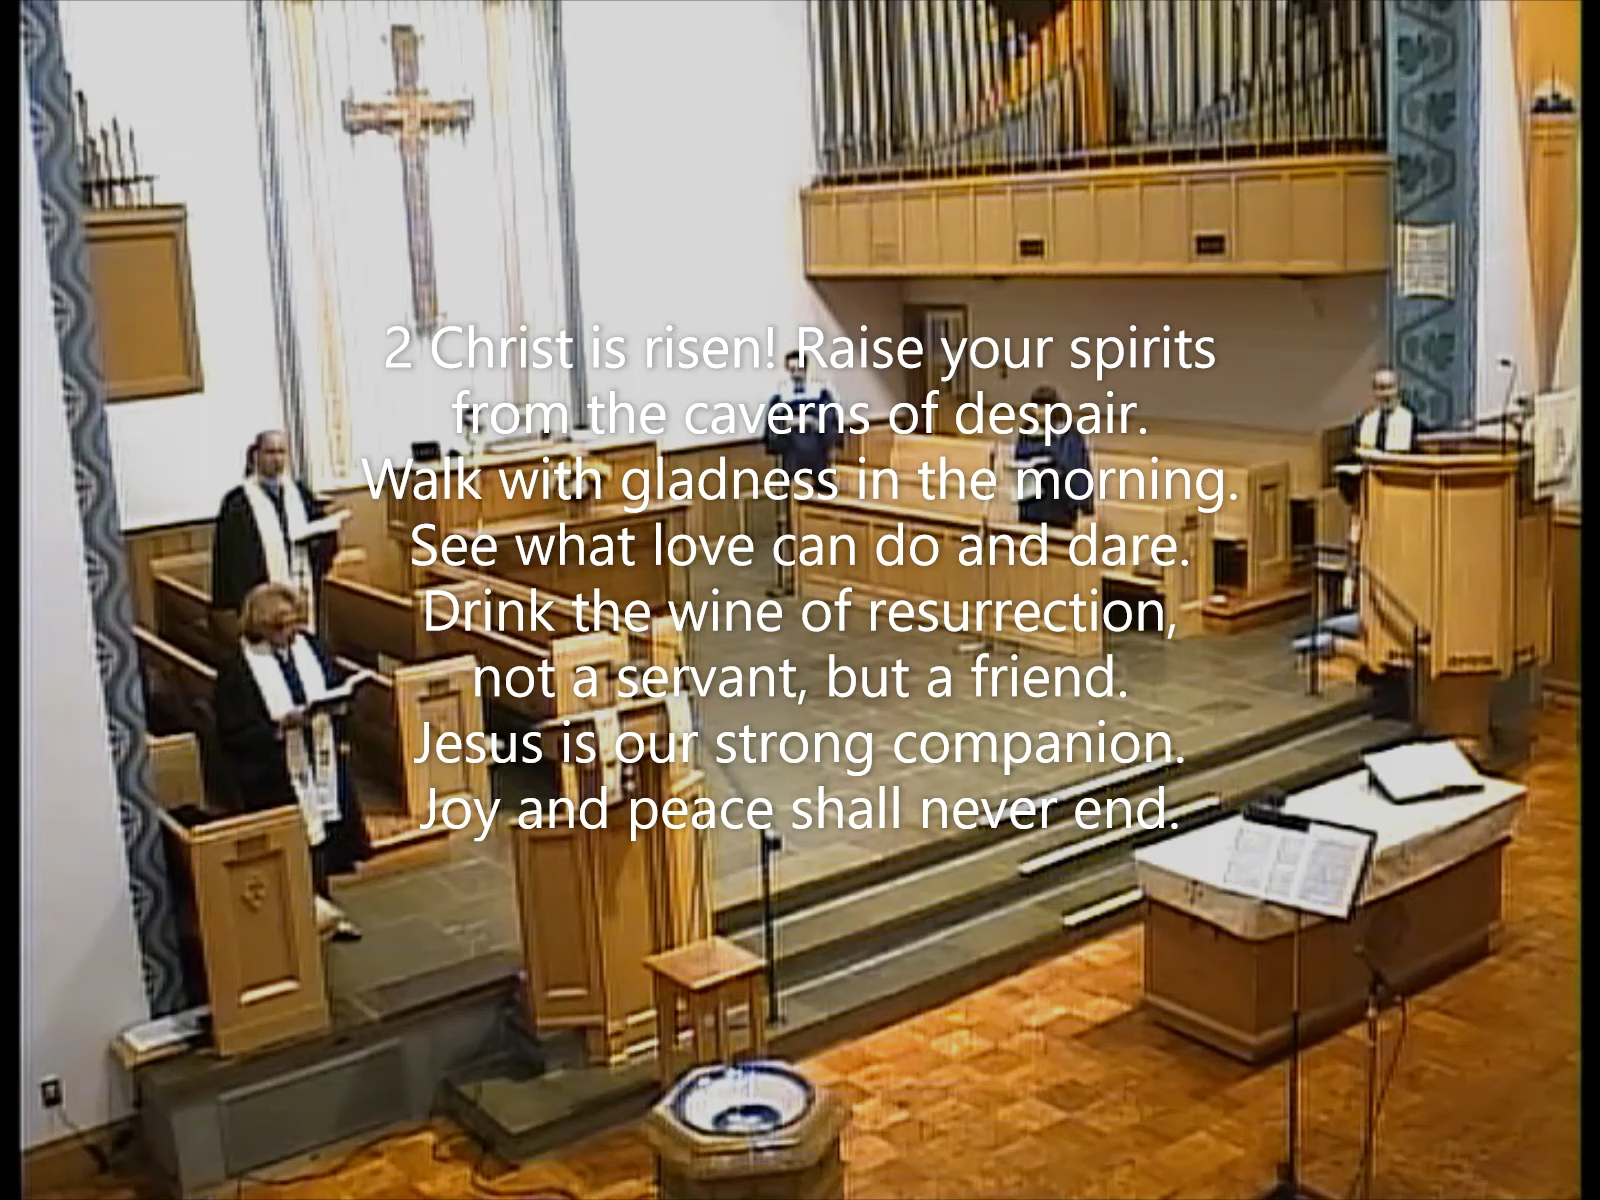 2 Christ is risen! Raise your spirits
from the caverns of despair.
Walk with gladness in the morning.
See what love can do and dare.
Drink the wine of resurrection,
not a servant, but a friend.
Jesus is our strong companion.
Joy and peace shall never end.